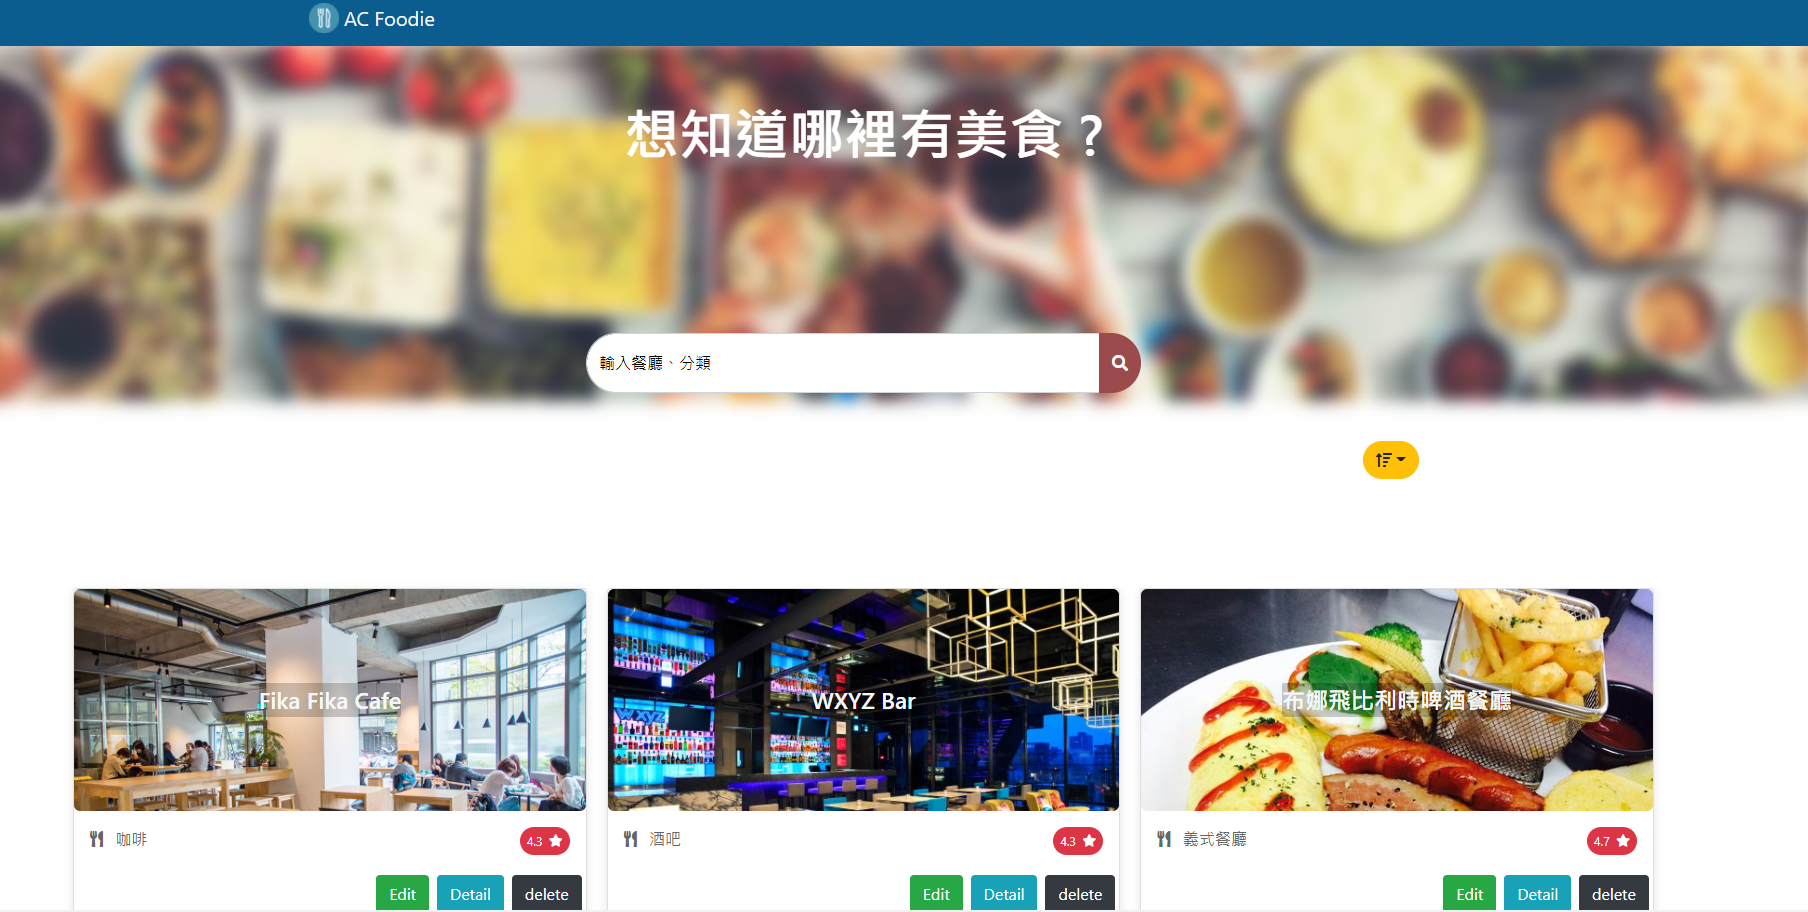 AC Foodie
想知道哪裡有美食？
輸入餐廳、分類
Fika Fika Cafe
WXYZ Bar
布娜飛比利時啤酒餐廳
WXYZ
咖啡
4.3
酒吧
4.3
義式餐廳
4.7
Edit
Detail
delete
Edit
Detail
delete
Edit
Detail
delete